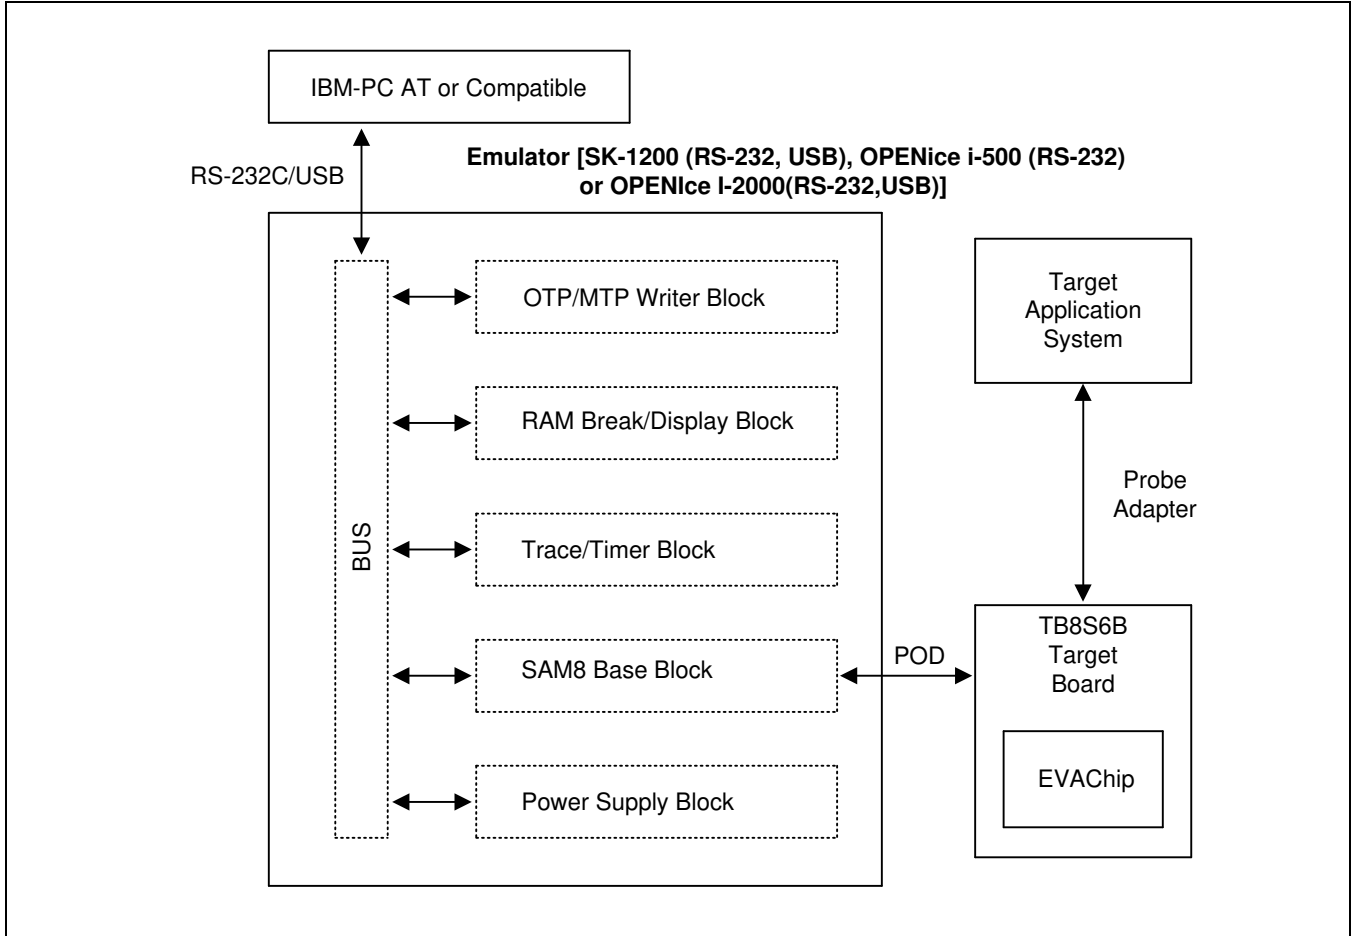 IBM-PC AT or Compatible
RS-232C/USB
Emulator [SK-1200 (RS-232, USB), OPENice i-500 (RS-232)
or OPENIce I-2000(RS-232,USB)]
BUS
OTP/MTP Writer Block
RAM Break/Display Block
Trace/Timer Block
SAM8 Base Block
Power Supply Block
POD
Target
Application
System
Probe
Adapter
TB8S6B
Target
Board
EVAChip